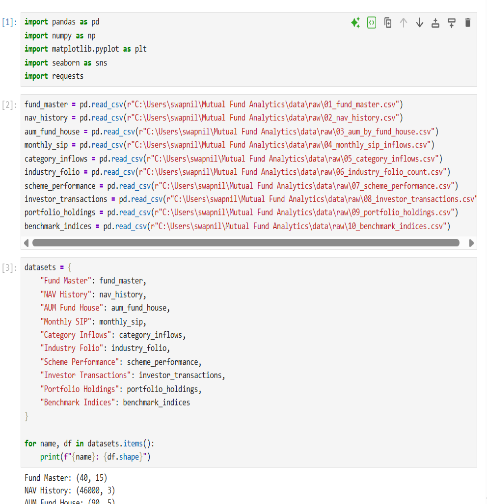 [1]:
import pandas as pd
import numpy as np
import matplotlib.pyplot as plt
import seaborn as sns
import requests
[2]:
fund_master = pd.read_csv(r"C:\Users\swapnil\Mutual Fund Analytics\data\raw\01_fund_master.csv")
nav_history = pd.read_csv(r"C:\Users\swapnil\Mutual Fund Analytics\data\raw\02_nav_history.csv")
aum_fund_house = pd.read_csv(r"C:\Users\swapnil\Mutual Fund Analytics\data\raw\03_aum_by_fund_house.csv")
monthly_sip = pd.read_csv(r"C:\Users\swapnil\Mutual Fund Analytics\data\raw\04_monthly_sip_inflows.csv")
category_inflows = pd.read_csv(r"C:\Users\swapnil\Mutual Fund Analytics\data\raw\05_category_inflows.csv")
industry_folio = pd.read_csv(r"C:\Users\swapnil\Mutual Fund Analytics\data\raw\06_industry_folio_count.csv")
scheme_performance = pd.read_csv(r"C:\Users\swapnil\Mutual Fund Analytics\data\raw\07_scheme_performance.csv")
investor_transactions = pd.read_csv(r"C:\Users\swapnil\Mutual Fund Analytics\data\raw\08_investor_transactions.csv"
portfolio_holdings = pd.read_csv(r"C:\Users\swapnil\Mutual Fund Analytics\data\raw\09_portfolio_holdings.csv")
benchmark_indices = pd.read_csv(r"C:\Users\swapnil\Mutual Fund Analytics\data\raw\10_benchmark_indices.csv")
[3]:
datasets = {
    "Fund Master": fund_master,
    "NAV History": nav_history,
    "AUM Fund House": aum_fund_house,
    "Monthly SIP": monthly_sip,
    "Category Inflows": category_inflows,
    "Industry Folio": industry_folio,
    "Scheme Performance": scheme_performance,
    "Investor Transactions": investor_transactions,
    "Portfolio Holdings": portfolio_holdings,
    "Benchmark Indices": benchmark_indices
}
for name, df in datasets.items():
    print(f"{name}: {df.shape}")
Fund Master: (40, 15)
NAV History: (46000, 3)
AUM Fund House: (90, 5)